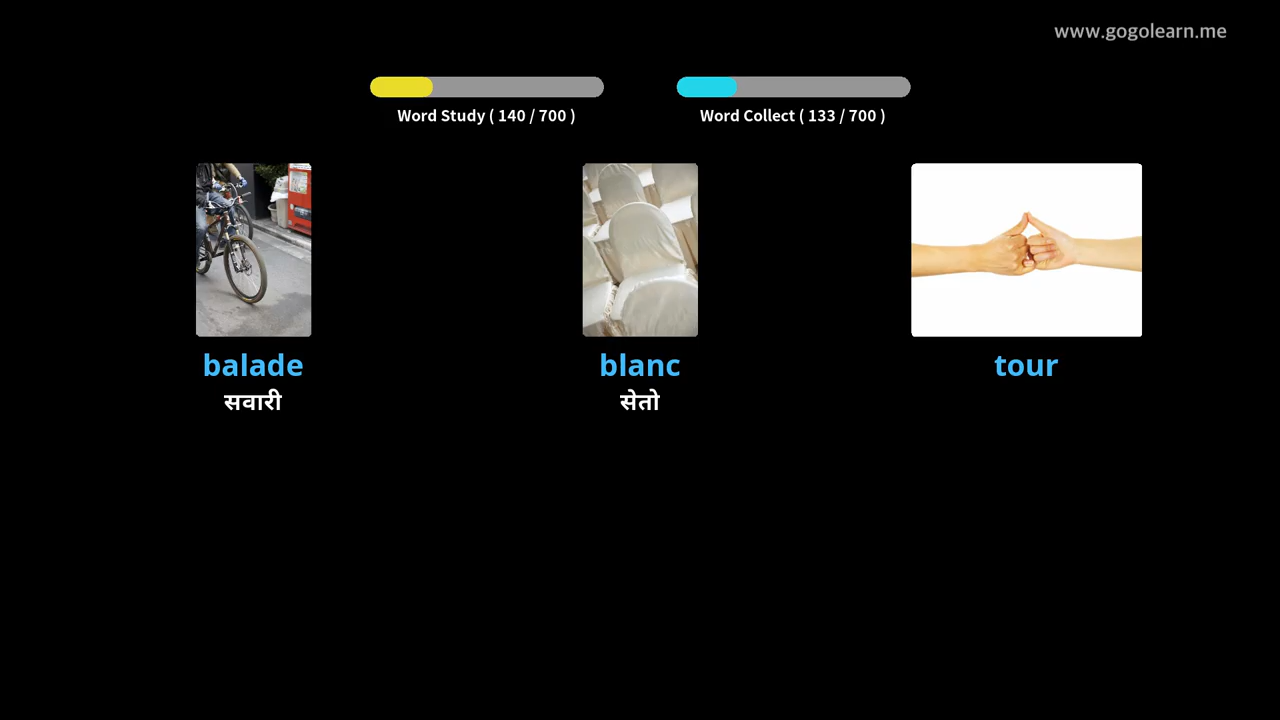 www.gogolearn.me
Word Study ( 140 / 700 )
Word Collect ( 133 / 700 )
balade
सवारी
blanc
सेतो
tour